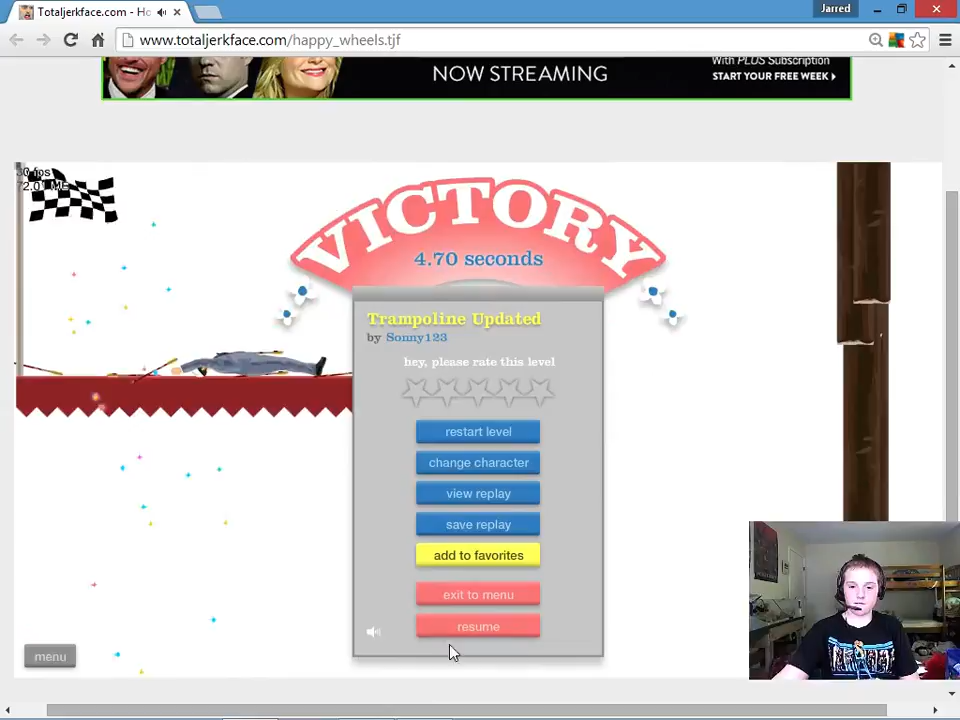 Totaljerkface.com - Ho
Jarred
www.totaljerkface.com/happy_wheels.tjf
NOW STREAMING
With PLUS Subscription
START YOUR FREE WEEK
VICTORY
4.70 seconds
Trampoline Updated
by Sonny123
hey, please rate this level
restart level
change character
view replay
save replay
add to favorites
exit to menu
resume
menu